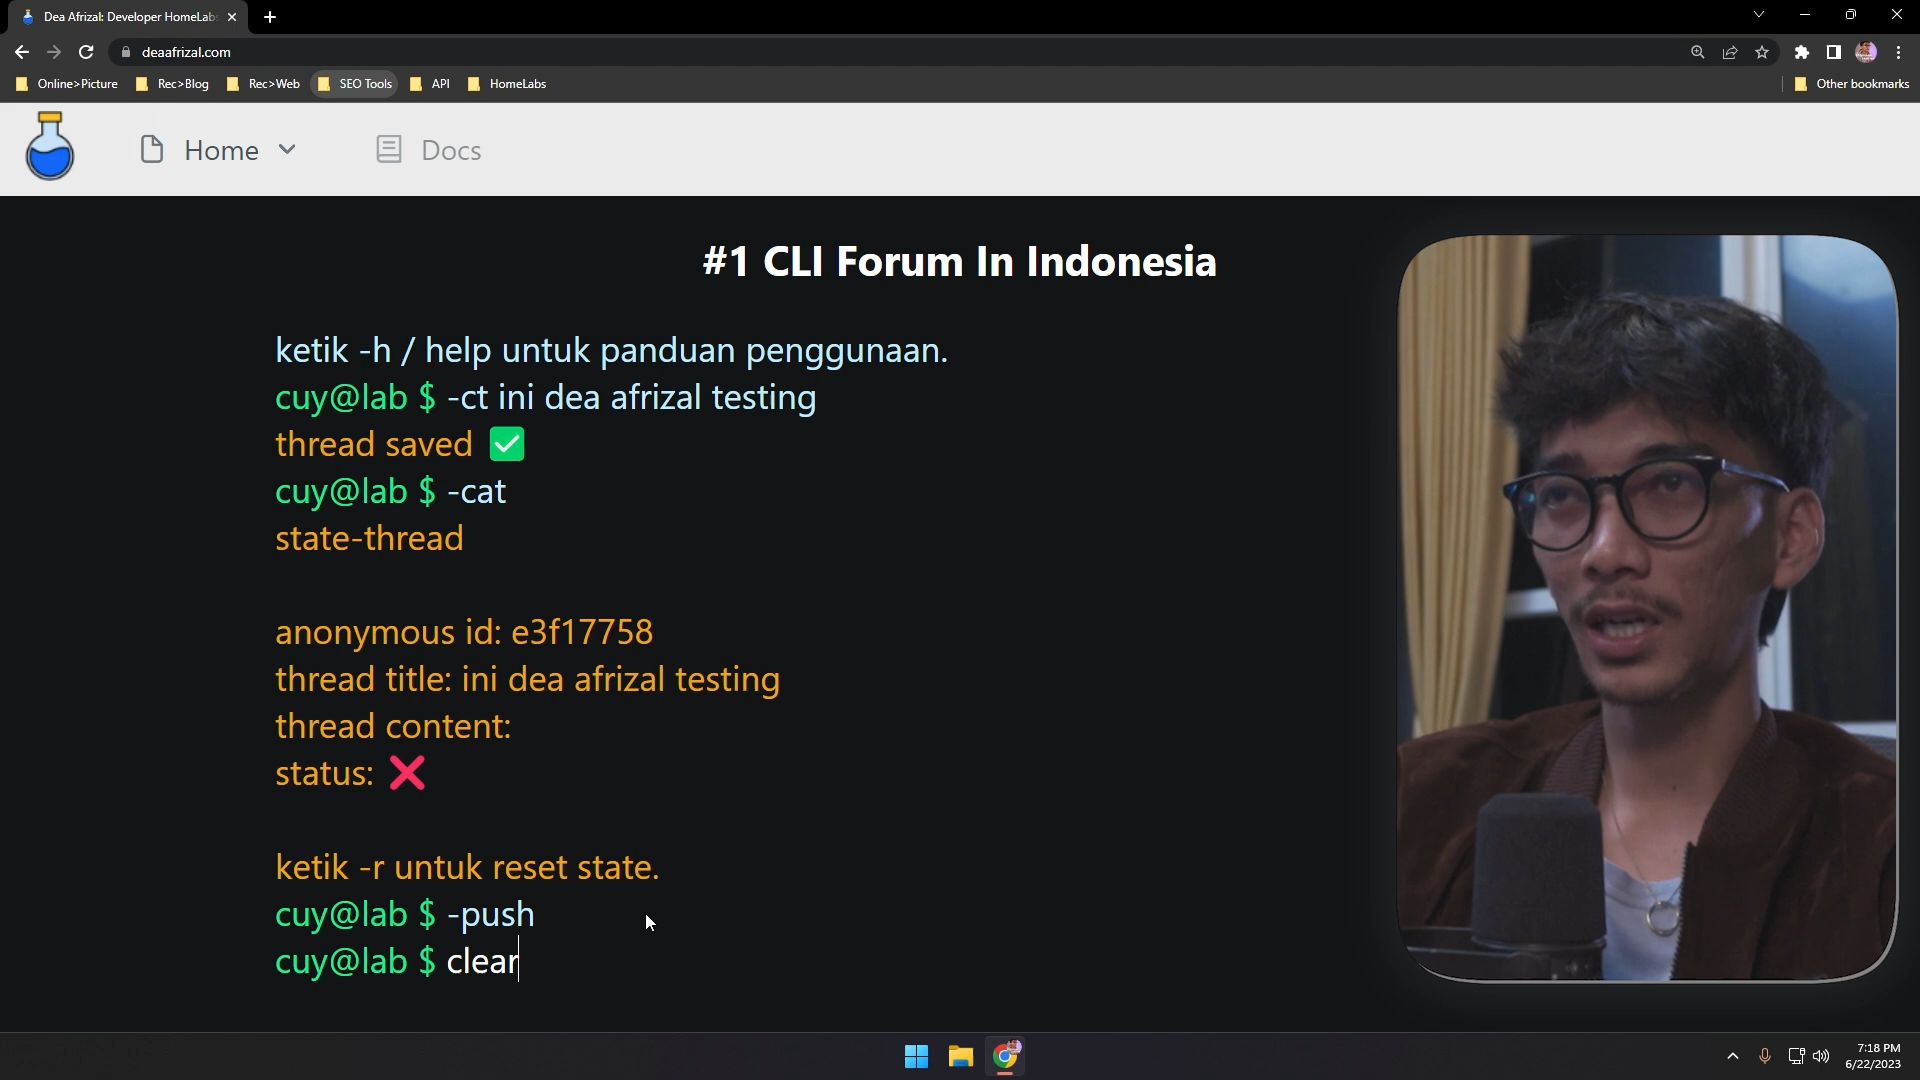 Dea Afrizal: Developer HomeLabs
deaafrizal.com
Online>Picture Rec>Blog Rec>Web SEO Tools API HomeLabs Other bookmarks
Home Docs
#1 CLI Forum In Indonesia
ketik -h / help untuk panduan penggunaan.
cuy@lab $ -ct ini dea afrizal testing
thread saved ✅
cuy@lab $ -cat
state-thread
anonymous id: e3f17758
thread title: ini dea afrizal testing
thread content:
status: ❌
ketik -r untuk reset state.
cuy@lab $ -push
cuy@lab $ clear
7:18 PM
6/22/2023